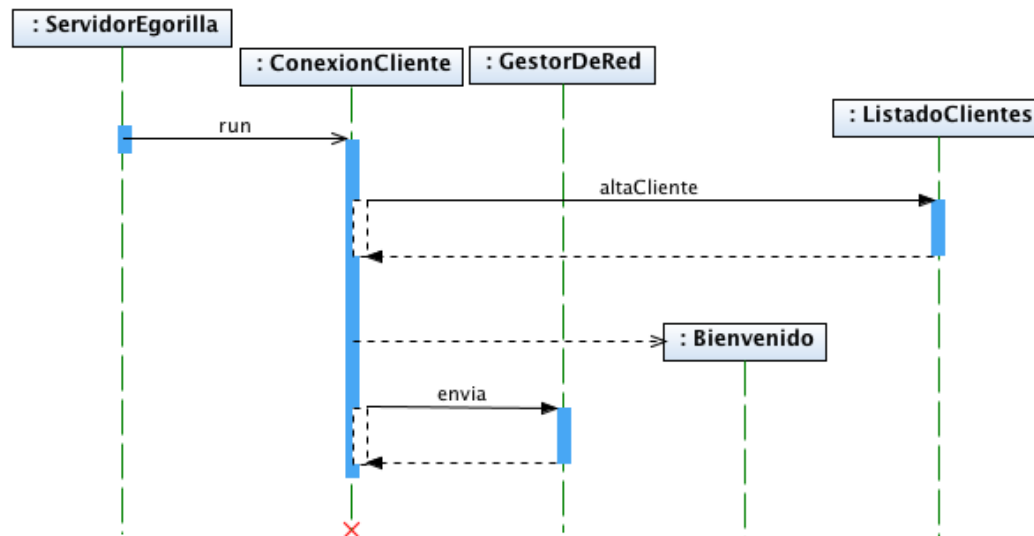 : ServidorEgorilla
: ConexionCliente
: GestorDeRed
: ListadoClientes
run
altaCliente
: Bienvenido
envia